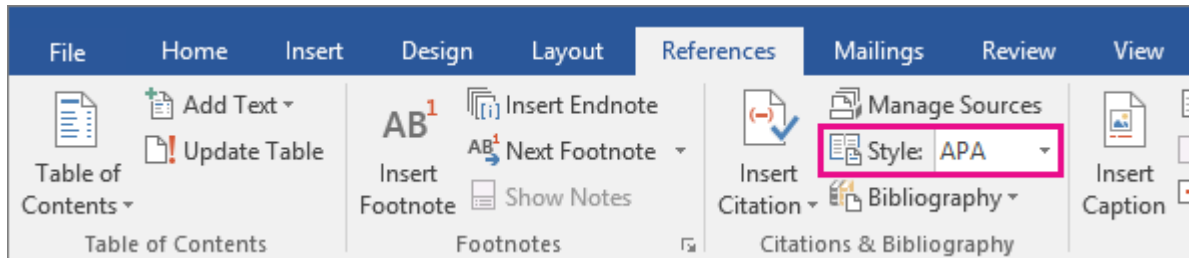 File Home Insert Design Layout References Mailings Review View
Table of
Contents
Add Text
Update Table
Table of Contents
AB1
Insert
Footnote
[i] Insert Endnote
AB1 Next Footnote
Show Notes
Footnotes
(-)
Insert
Citation
Manage Sources
Style: APA
Bibliography
Citations & Bibliography
Insert
Caption